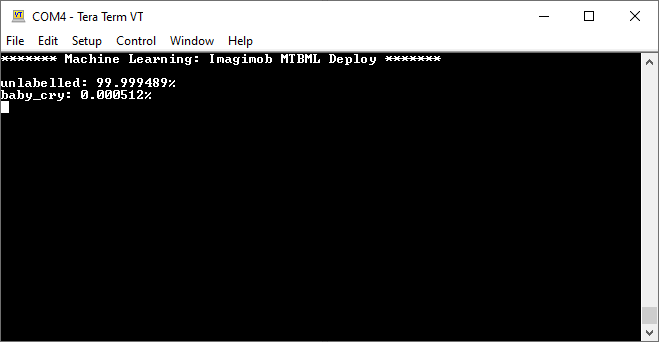 COM4 - Tera Term VT
File Edit Setup Control Window Help
******* Machine Learning: Imagimob MTBML Deploy *******
unlabelled: 99.999489%
baby_cry: 0.000512%